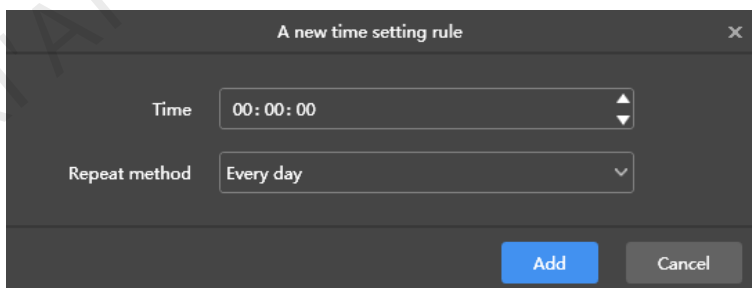 A new time setting rule
Time 00:00:00
Repeat method Every day
Add Cancel